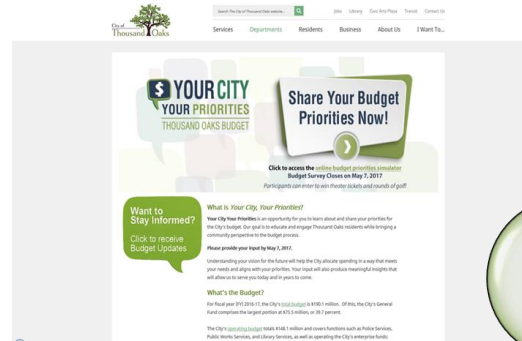 City of
Thousand Oaks
Search The City of Thousand Oaks website...
Jobs Library Civic Arts Plaza Transit Contact Us
Services Departments Residents Business About Us I Want To...
$ YOUR CITY
YOUR PRIORITIES
THOUSAND OAKS BUDGET
Share Your Budget
Priorities Now!
Click to access the online budget priorities simulator
Budget Survey Closes on May 7, 2017
Participants can enter to win theater tickets and rounds of golf!
Want to
Stay Informed?
Click to receive
Budget Updates
What is Your City, Your Priorities?
Your City Your Priorities is an opportunity for you to learn about and share your priorities for
the City's budget. Our goal is to educate and engage Thousand Oaks residents while bringing a
community perspective to the budget process.
Please provide your input by May 7, 2017.
Understanding your vision for the future will help the City allocate spending in a way that meets
your needs and aligns with your priorities. Your input will also produce meaningful insights that
will allow us to serve you today and in years to come.
What's the Budget?
For fiscal year (FY) 2016-17, the City's total budget is $190.1 million. Of this, the City's General
Fund comprises the largest portion at $75.5 million, or 39.7 percent.
The City's operating budget totals $148.1 million and covers functions such as Police Services,
Public Works Services, and Library Services, as well as operating the City's enterprise funds: